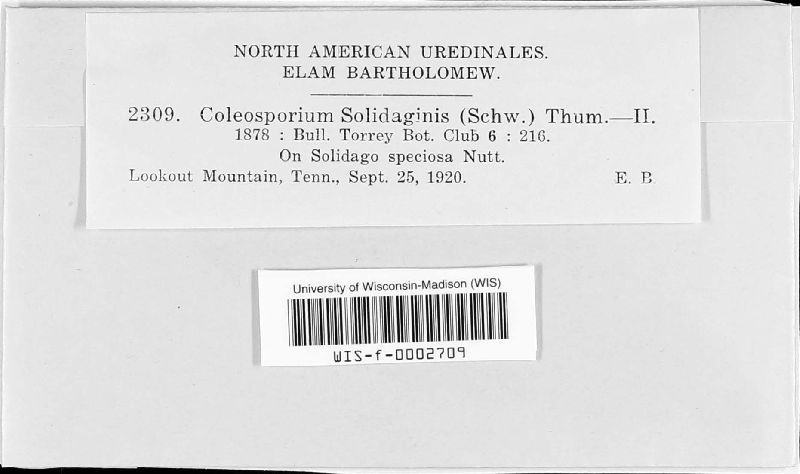 NORTH AMERICAN UREDINALES.
ELAM BARTHOLOMEW.
2309. Coleosporium Solidaginis (Schw.) Thum.—II.
1878 : Bull. Torrey Bot. Club 6 : 216.
On Solidago speciosa Nutt.
Lookout Mountain, Tenn., Sept. 25, 1920. E. B.
University of Wisconsin-Madison (WIS)
WIS-f-0002709